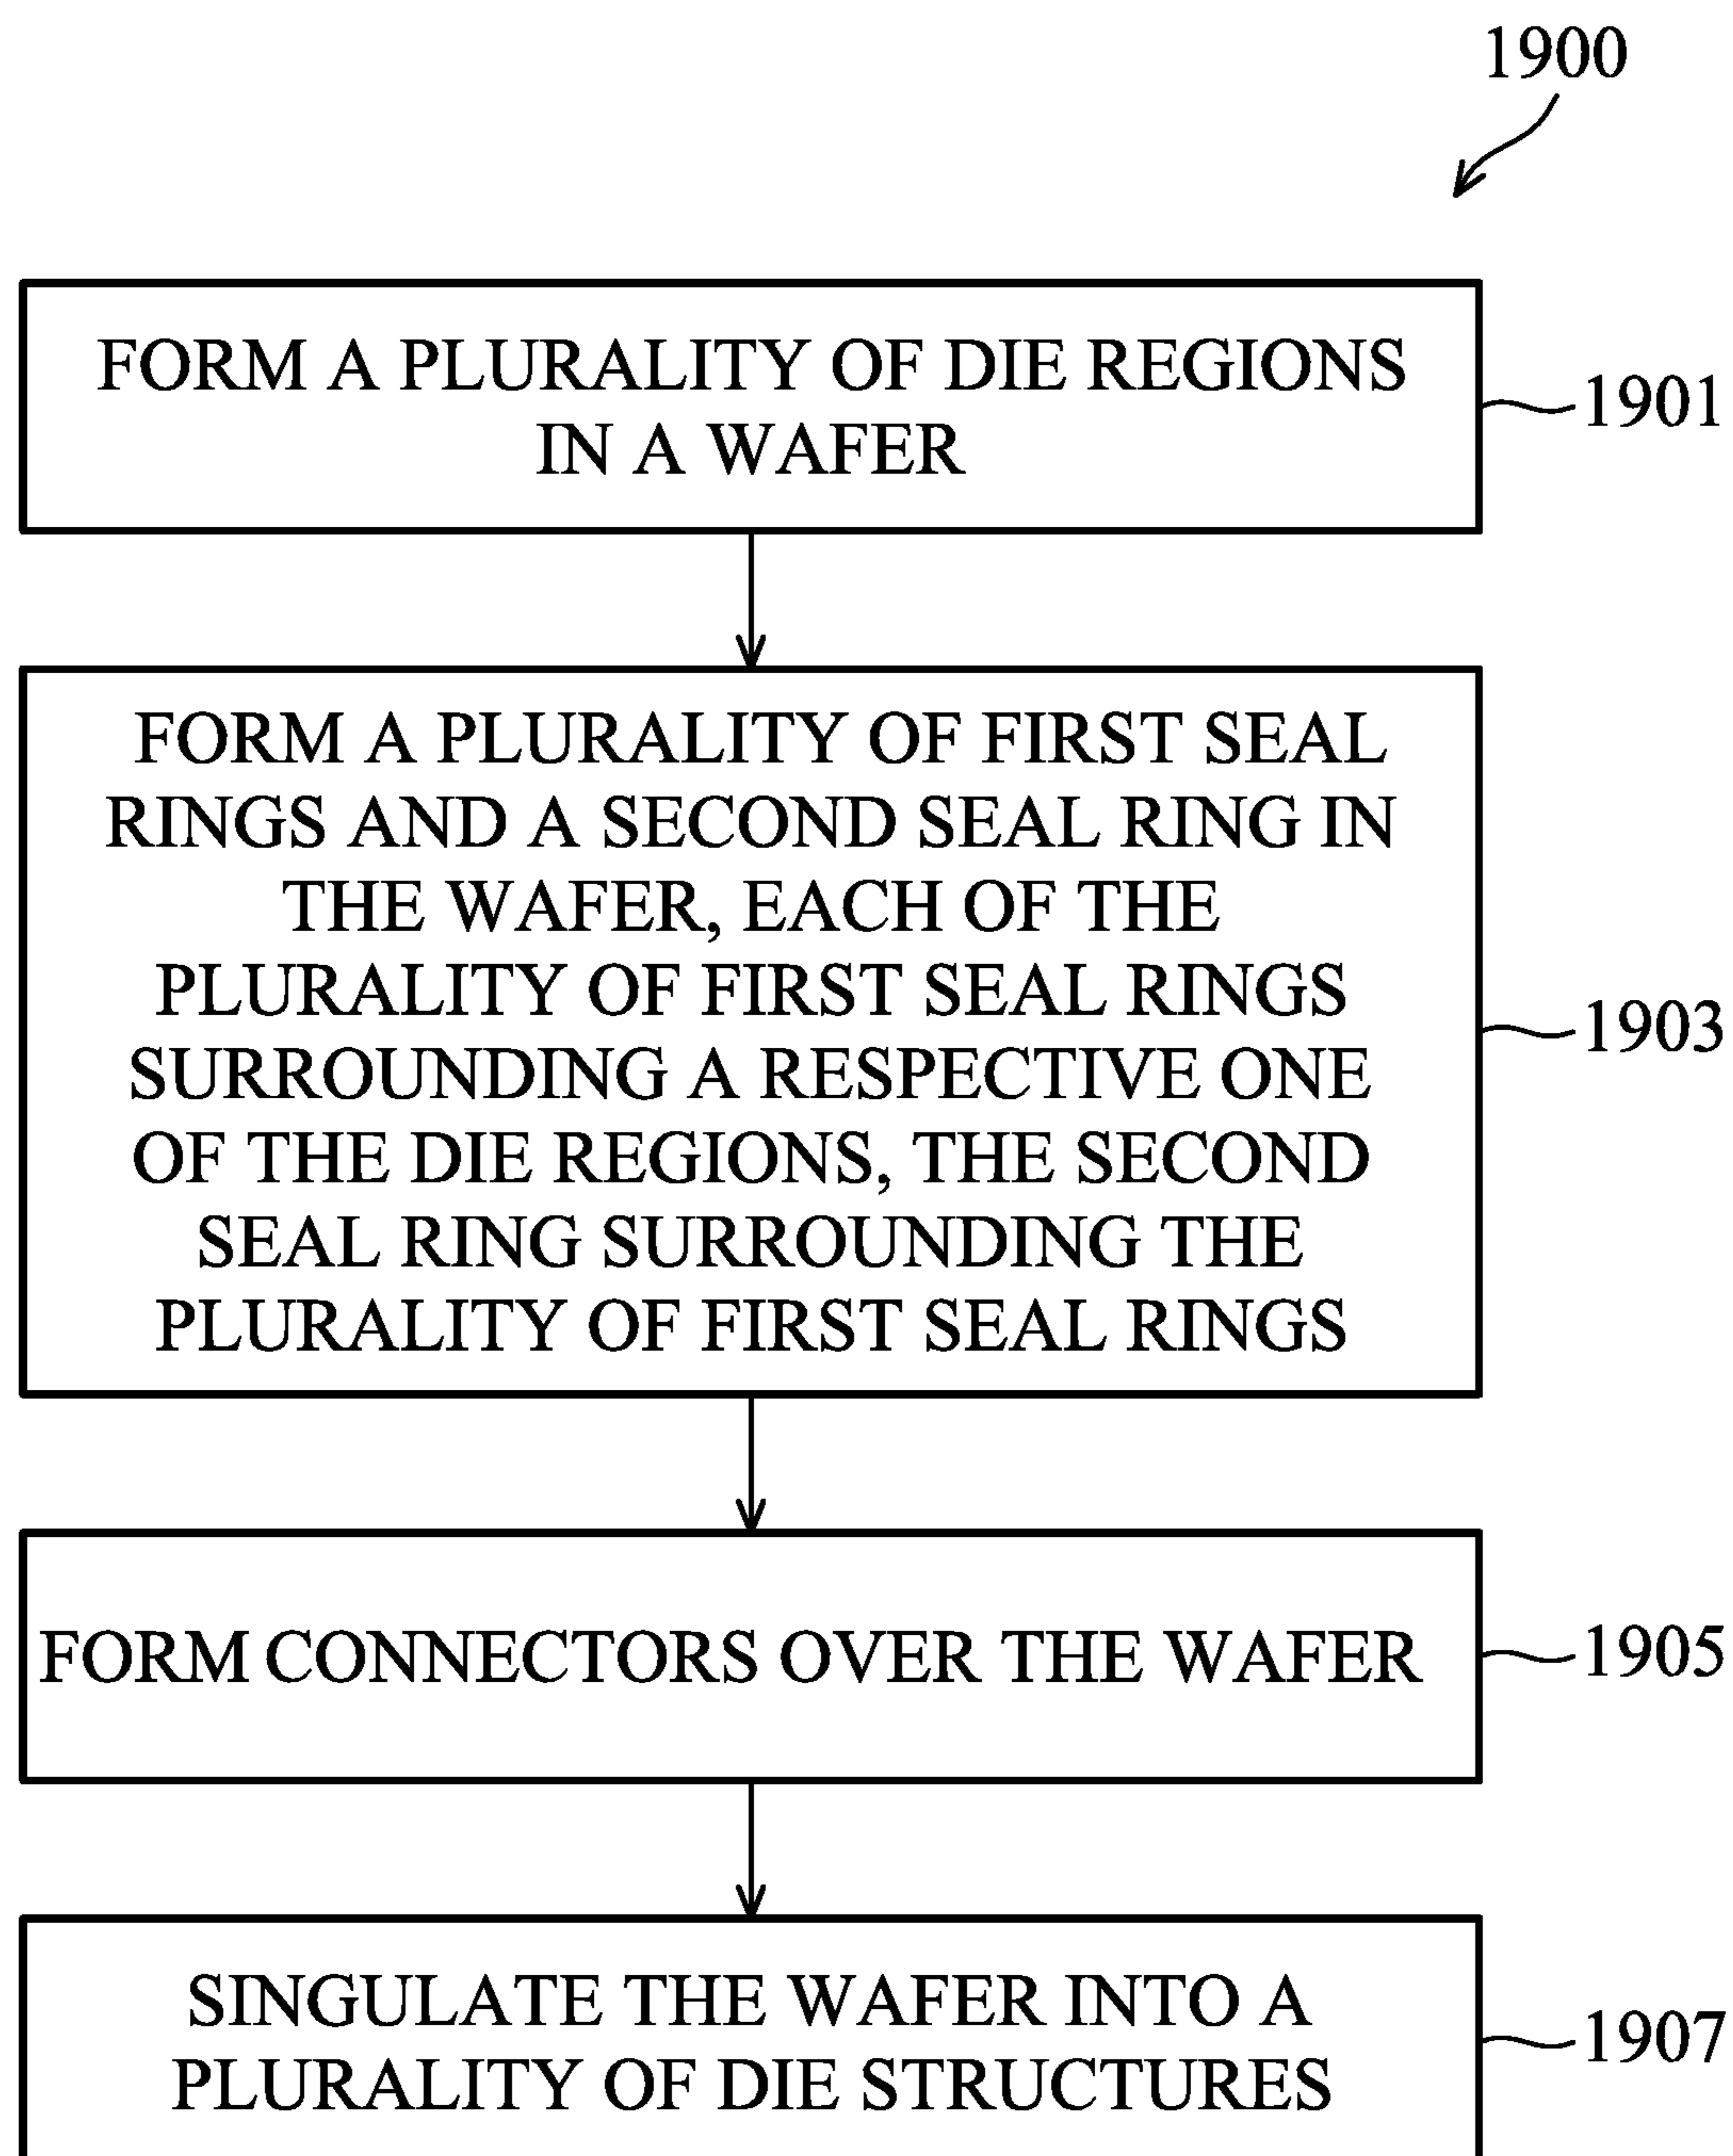 1900
FORM A PLURALITY OF DIE REGIONS
IN A WAFER
1901
FORM A PLURALITY OF FIRST SEAL
RINGS AND A SECOND SEAL RING IN
THE WAFER, EACH OF THE
PLURALITY OF FIRST SEAL RINGS
SURROUNDING A RESPECTIVE ONE
OF THE DIE REGIONS, THE SECOND
SEAL RING SURROUNDING THE
PLURALITY OF FIRST SEAL RINGS
1903
FORM CONNECTORS OVER THE WAFER
1905
SINGULATE THE WAFER INTO A
PLURALITY OF DIE STRUCTURES
1907